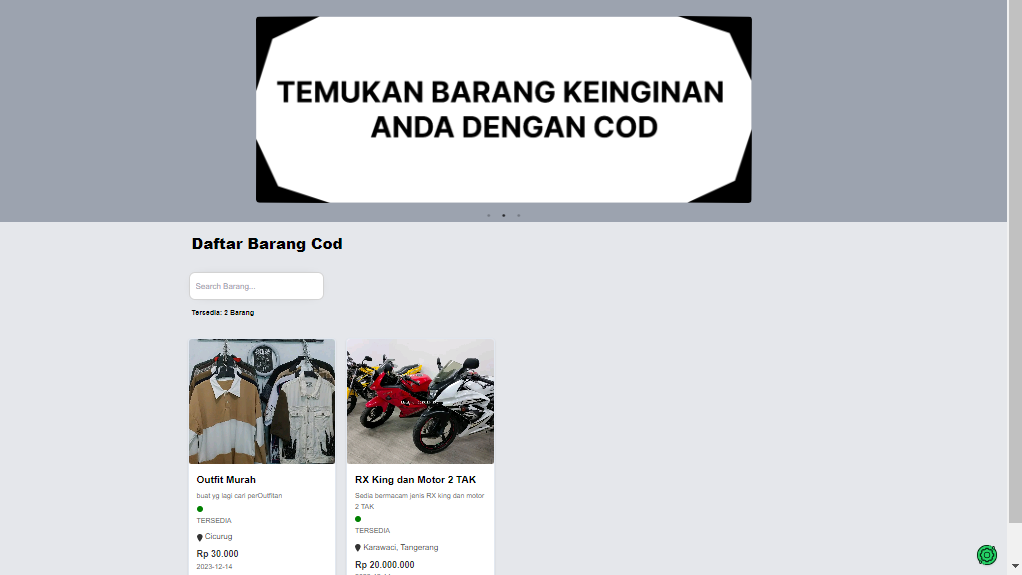 TEMUKAN BARANG KEINGINAN
ANDA DENGAN COD
Daftar Barang Cod
Search Barang...
Tersedia: 2 Barang
Outfit Murah
buat yg lagi cari perOutfitan
TERSEDIA
Cicurug
Rp 30.000
2023-12-14
RX King dan Motor 2 TAK
Sedia bermacam jenis RX king dan motor
2 TAK
TERSEDIA
Karawaci, Tangerang
Rp 20.000.000